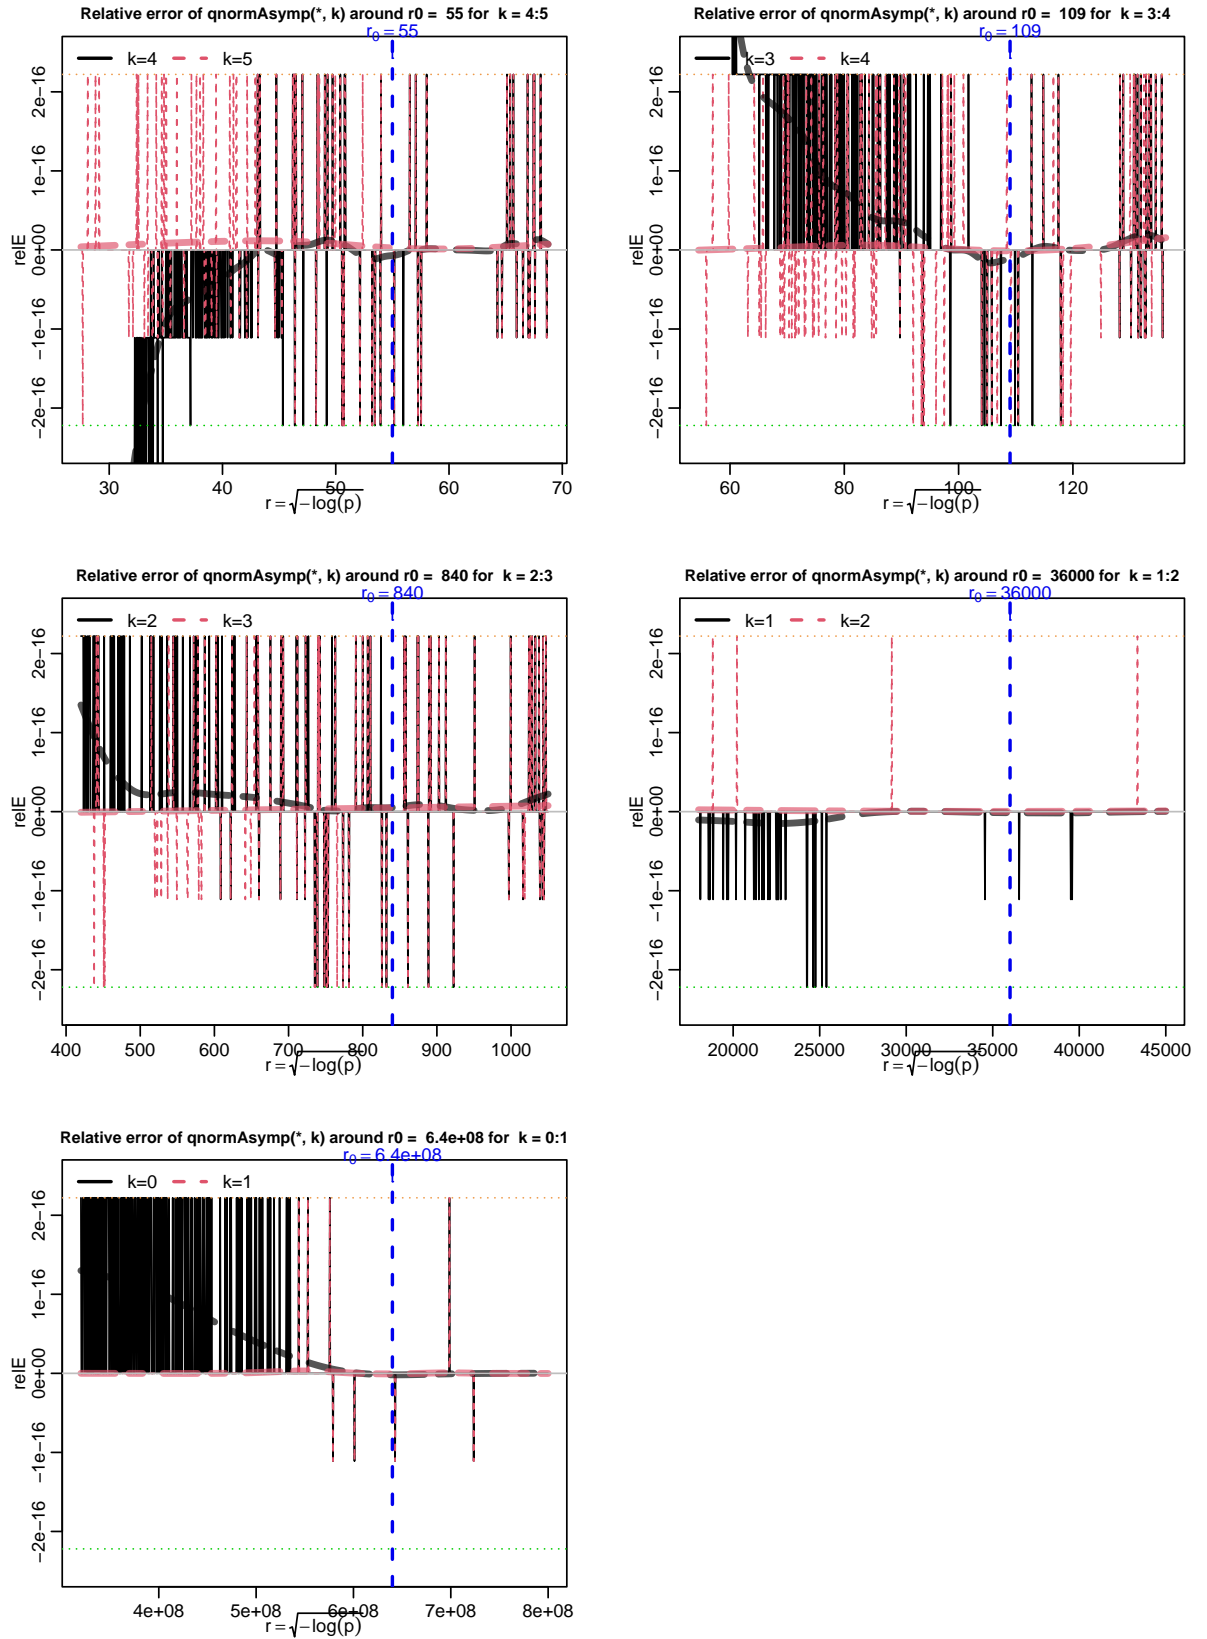 Relative error of qnormAsymp(*, k) around r0 = 55 for k = 4:5
r0 = 55
k=4 k=5
relE
−2e−16 −1e−16 0e+00 1e−16 2e−16
30 40 50 60 70
r = √−log(p)
Relative error of qnormAsymp(*, k) around r0 = 109 for k = 3:4
r0 = 109
k=3 k=4
relE
−2e−16 −1e−16 0e+00 1e−16 2e−16
60 80 100 120
r = √−log(p)
Relative error of qnormAsymp(*, k) around r0 = 840 for k = 2:3
r0 = 840
k=2 k=3
relE
−2e−16 −1e−16 0e+00 1e−16 2e−16
400 500 600 700 800 900 1000
r = √−log(p)
Relative error of qnormAsymp(*, k) around r0 = 36000 for k = 1:2
r0 = 36000
k=1 k=2
relE
−2e−16 −1e−16 0e+00 1e−16 2e−16
20000 25000 30000 35000 40000 45000
r = √−log(p)
Relative error of qnormAsymp(*, k) around r0 = 6.4e+08 for k = 0:1
r0 = 6.4e+08
k=0 k=1
relE
−2e−16 −1e−16 0e+00 1e−16 2e−16
4e+08 5e+08 6e+08 7e+08 8e+08
r = √−log(p)